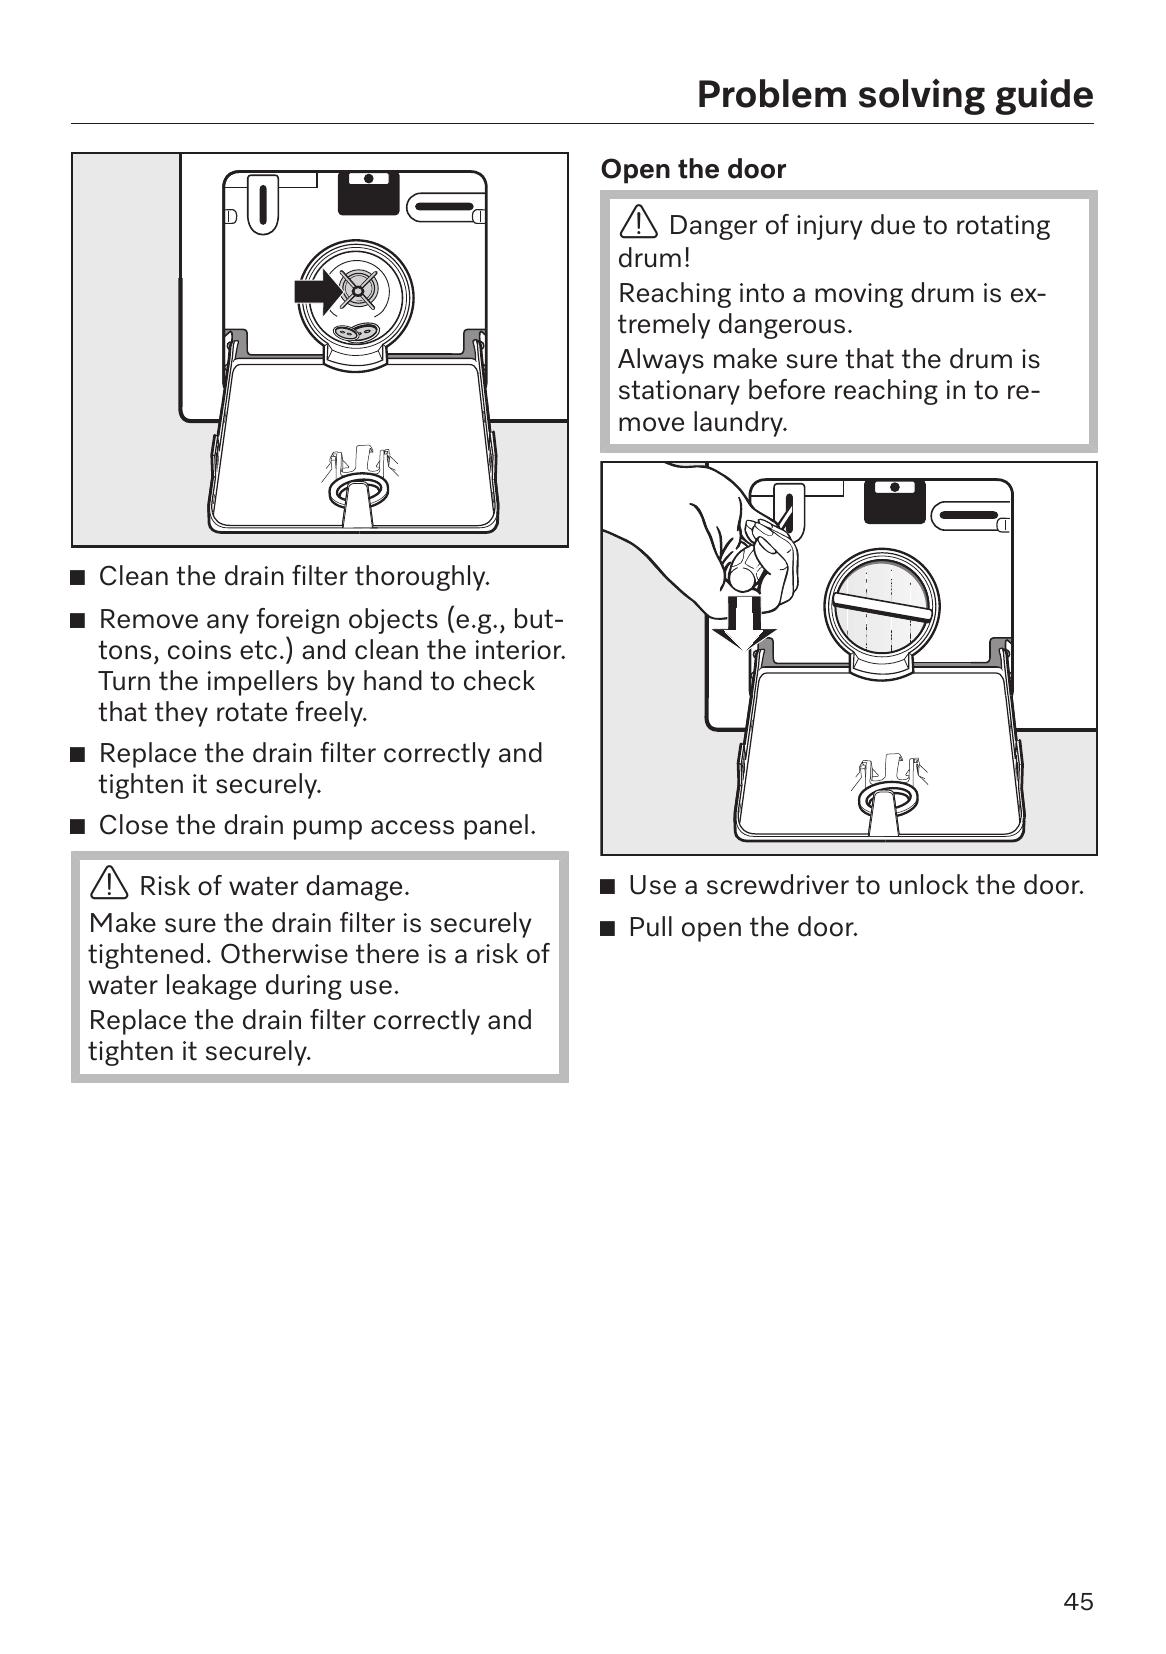 Problem solving guide
■ Clean the drain filter thoroughly.
■ Remove any foreign objects (e.g., but-
tons, coins etc.) and clean the interior.
Turn the impellers by hand to check
that they rotate freely.
■ Replace the drain filter correctly and
tighten it securely.
■ Close the drain pump access panel.
⚠ Risk of water damage.
Make sure the drain filter is securely
tightened. Otherwise there is a risk of
water leakage during use.
Replace the drain filter correctly and
tighten it securely.
Open the door
⚠ Danger of injury due to rotating
drum!
Reaching into a moving drum is ex-
tremely dangerous.
Always make sure that the drum is
stationary before reaching in to re-
move laundry.
■ Use a screwdriver to unlock the door.
■ Pull open the door.
45